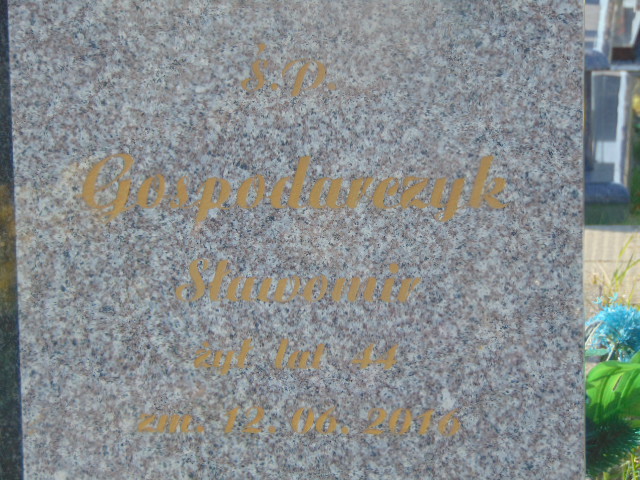 ś.p.
Gospodarczyk
Sławomir
żył lat 44
zm. 12. 06. 2016